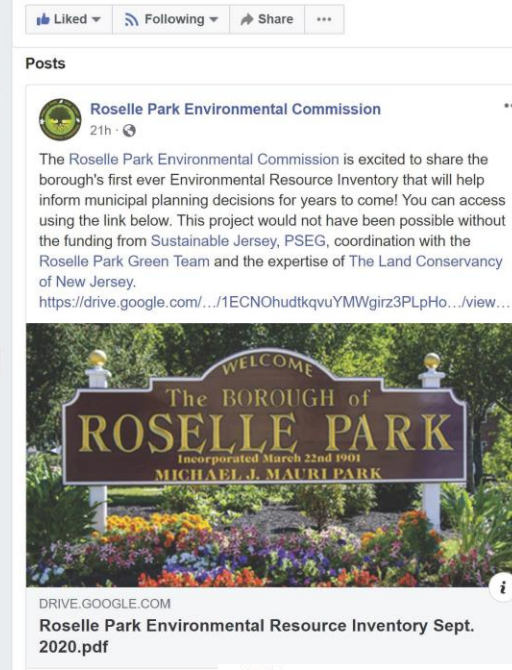 Liked Following Share ...
Posts
Roselle Park Environmental Commission
21h ·
The Roselle Park Environmental Commission is excited to share the
borough's first ever Environmental Resource Inventory that will help
inform municipal planning decisions for years to come! You can access
using the link below. This project would not have been possible without
the funding from Sustainable Jersey, PSEG, coordination with the
Roselle Park Green Team and the expertise of The Land Conservancy
of New Jersey.
https://drive.google.com/.../1ECNOhudtkqvuYMWgirz3PLpHo.../view...
WELCOME
The BOROUGH of
ROSELLE PARK
Incorporated March 22nd 1901
MICHAEL J. MAURI PARK
i
DRIVE.GOOGLE.COM
Roselle Park Environmental Resource Inventory Sept.
2020.pdf